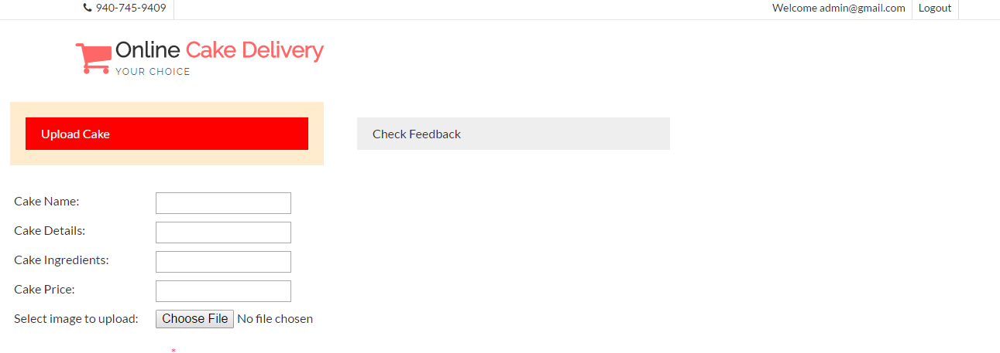 940-745-9409
Welcome admin@gmail.com
Logout
Online Cake Delivery
YOUR CHOICE
Upload Cake
Check Feedback
Cake Name:
Cake Details:
Cake Ingredients:
Cake Price:
Select image to upload: Choose File No file chosen
*